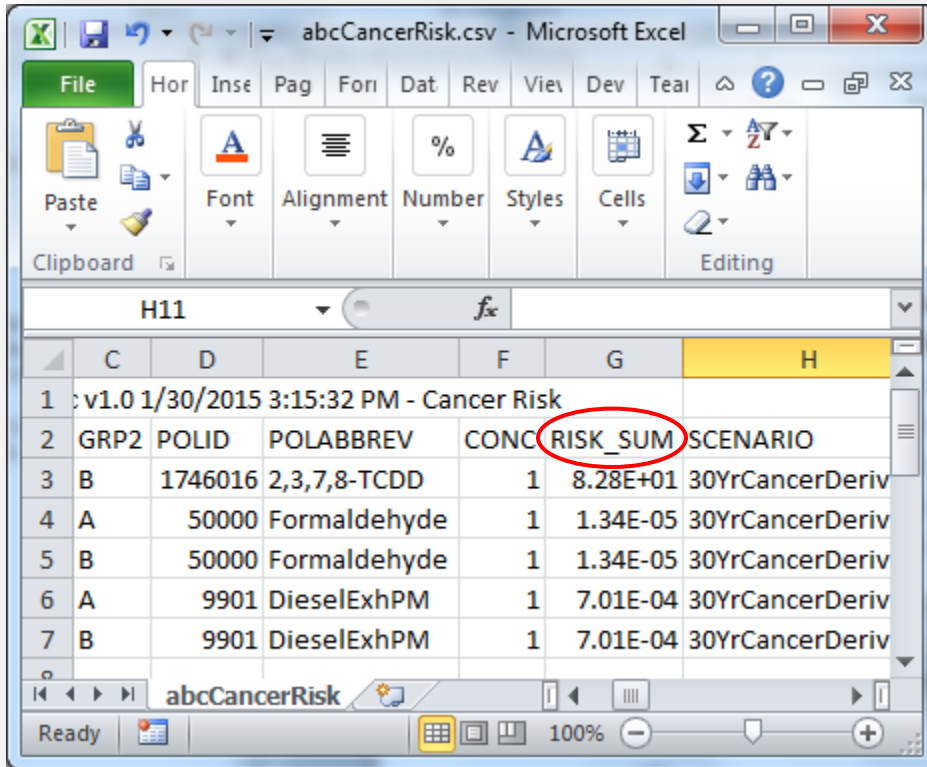 abcCancerRisk.csv - Microsoft Excel
File Hor Inse Pag Forı Dat Rev Viev Dev Tear
Paste Font Alignment Number Styles Cells
Clipboard Editing
H11 fx
C D E F G H
1 v1.0 1/30/2015 3:15:32 PM - Cancer Risk
2 GRP2 POLID POLABBREV CONC RISK_SUM SCENARIO
3 B 1746016 2,3,7,8-TCDD 1 8.28E+01 30YrCancerDeriv
4 A 50000 Formaldehyde 1 1.34E-05 30YrCancerDeriv
5 B 50000 Formaldehyde 1 1.34E-05 30YrCancerDeriv
6 A 9901 DieselExhPM 1 7.01E-04 30YrCancerDeriv
7 B 9901 DieselExhPM 1 7.01E-04 30YrCancerDeriv
abcCancerRisk
Ready 100%